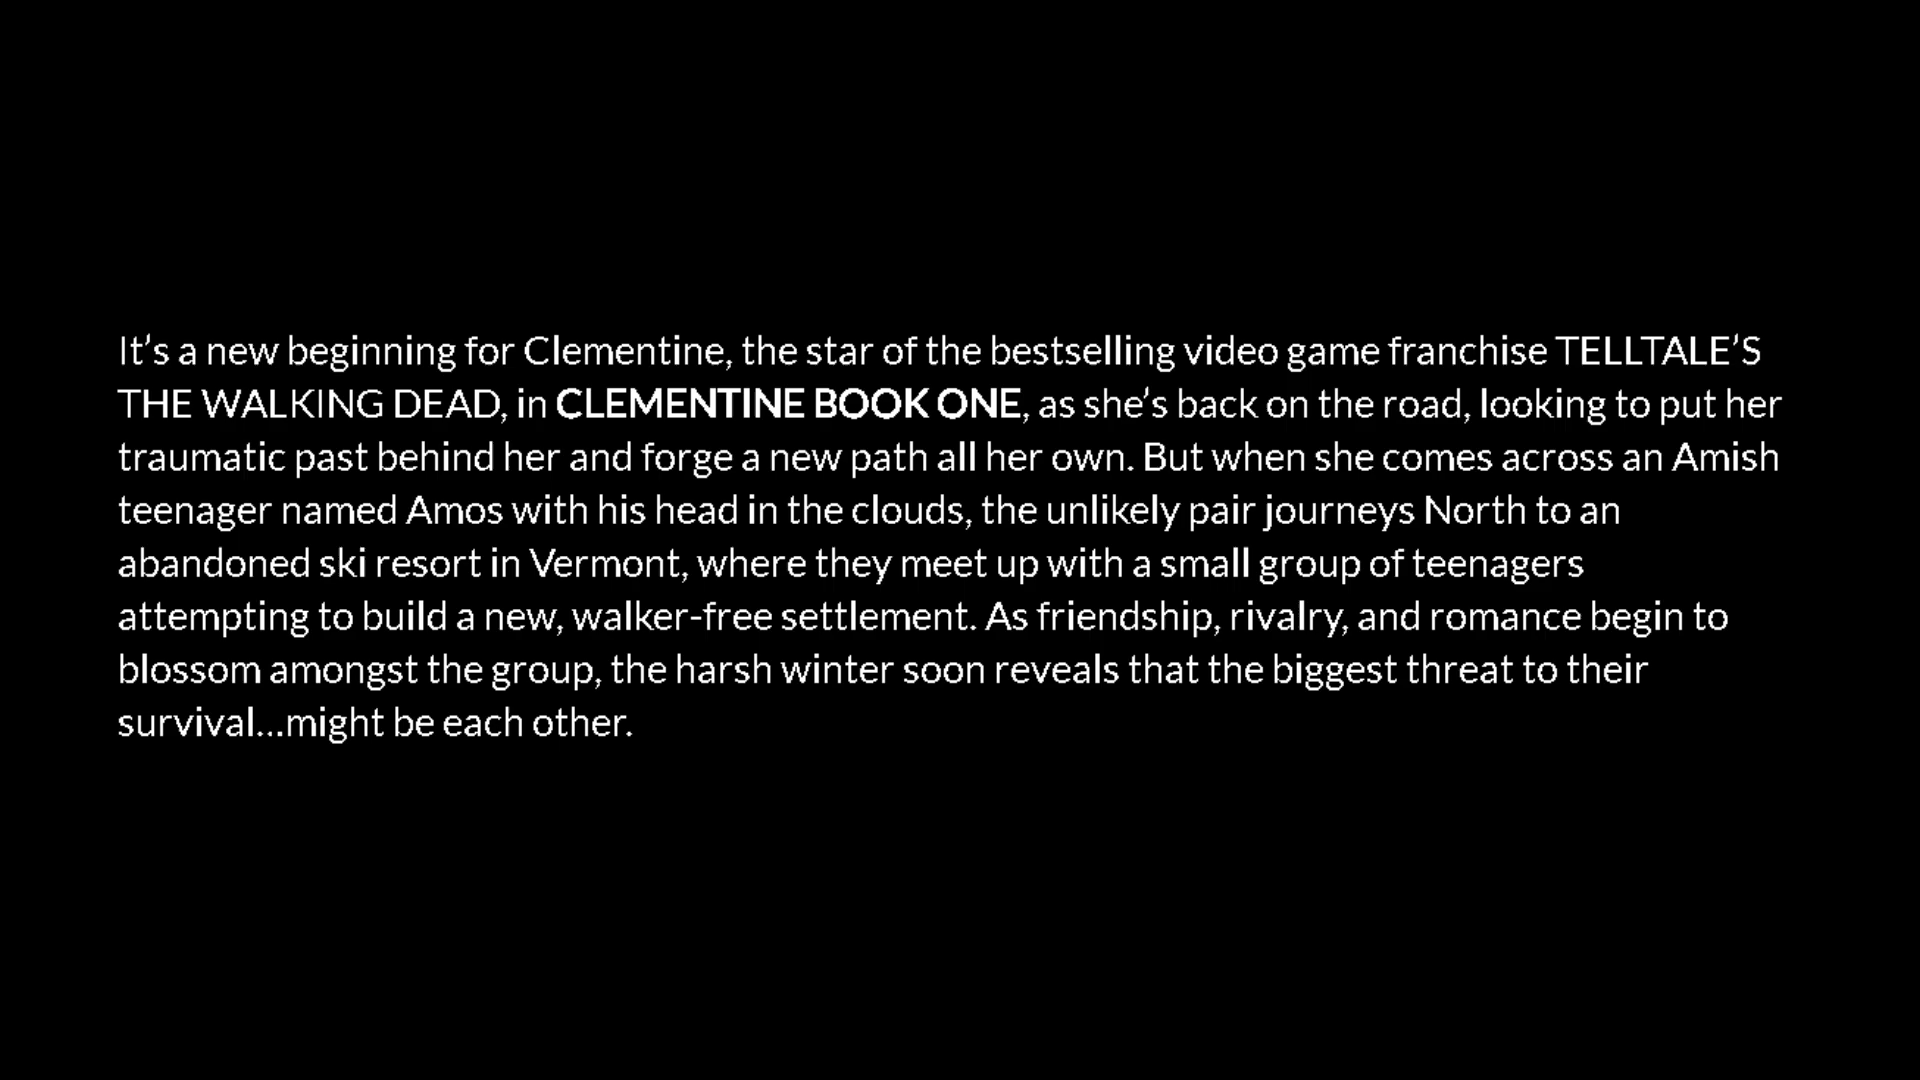 It’s a new beginning for Clementine, the star of the bestselling video game franchise TELLTALE’S
THE WALKING DEAD, in CLEMENTINE BOOK ONE, as she’s back on the road, looking to put her
traumatic past behind her and forge a new path all her own. But when she comes across an Amish
teenager named Amos with his head in the clouds, the unlikely pair journeys North to an
abandoned ski resort in Vermont, where they meet up with a small group of teenagers
attempting to build a new, walker-free settlement. As friendship, rivalry, and romance begin to
blossom amongst the group, the harsh winter soon reveals that the biggest threat to their
survival…might be each other.